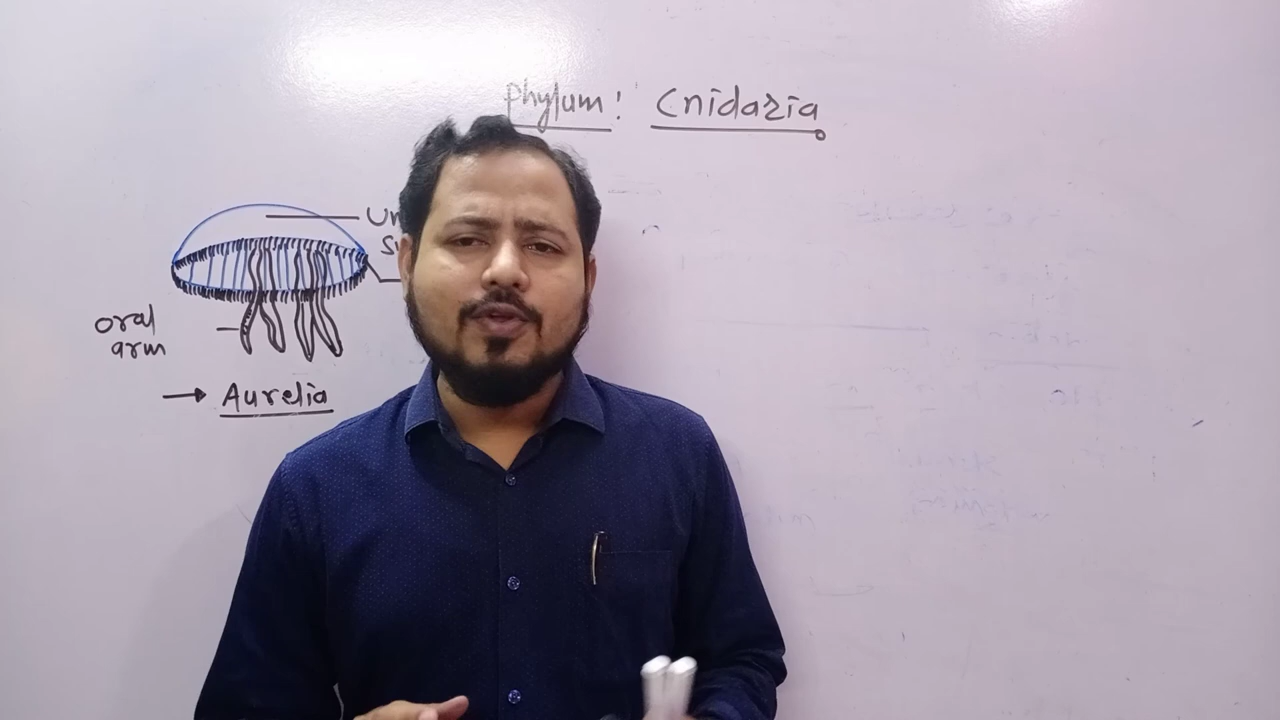 Phylum: Cnidaria
oral
arm
→ Aurelia